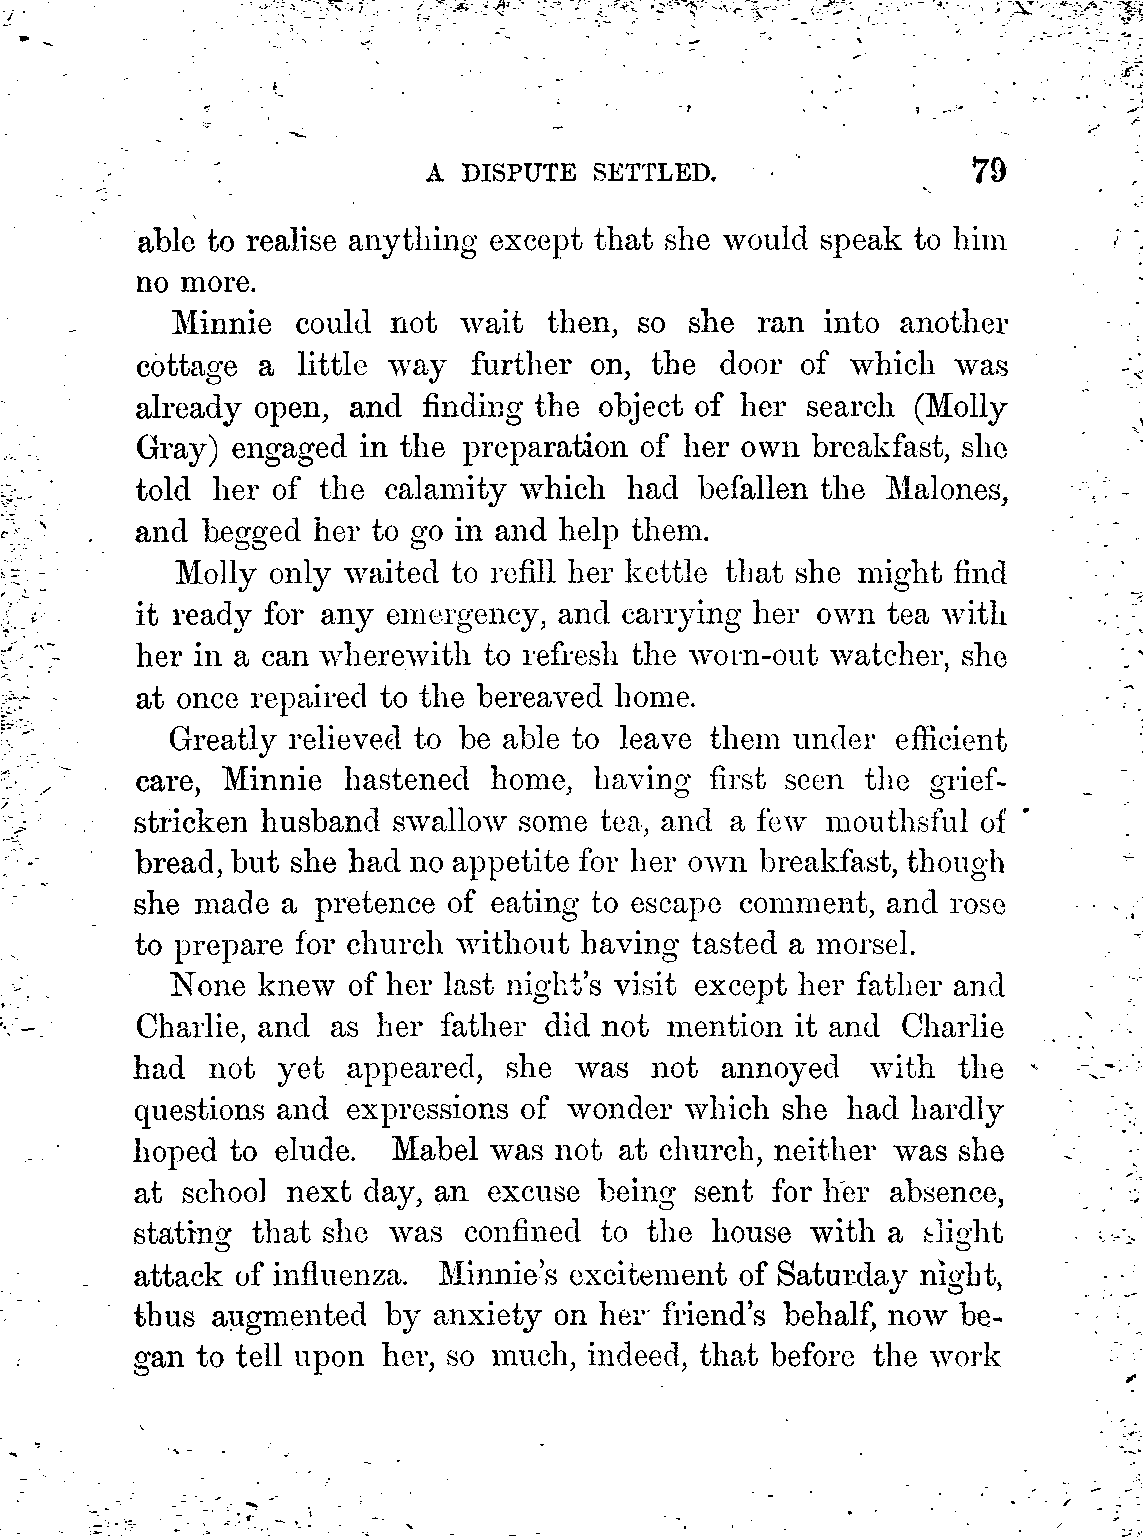 A DISPUTE SETTLED. 79
able to realise anything except that she would speak to him
no more.
Minnie could not wait then, so she ran into another
cottage a little way further on, the door of which was
already open, and finding the object of her search (Molly
Gray) engaged in the preparation of her own breakfast, she
told her of the calamity which had befallen the Malones,
and begged her to go in and help them.
Molly only waited to refill her kettle that she might find
it ready for any emergency, and carrying her own tea with
her in a can wherewith to refresh the worn-out watcher, she
at once repaired to the bereaved home.
Greatly relieved to be able to leave them under efficient
care, Minnie hastened home, having first seen the grief-
stricken husband swallow some tea, and a few mouthsful of
bread, but she had no appetite for her own breakfast, though
she made a pretence of eating to escape comment, and rose
to prepare for church without having tasted a morsel.
None knew of her last night's visit except her father and
Charlie, and as her father did not mention it and Charlie
had not yet appeared, she was not annoyed with the
questions and expressions of wonder which she had hardly
hoped to elude. Mabel was not at church, neither was she
at school next day, an excuse being sent for her absence,
stating that she was confined to the house with a slight
attack of influenza. Minnie's excitement of Saturday night,
thus augmented by anxiety on her friend's behalf, now be-
gan to tell upon her, so much, indeed, that before the work